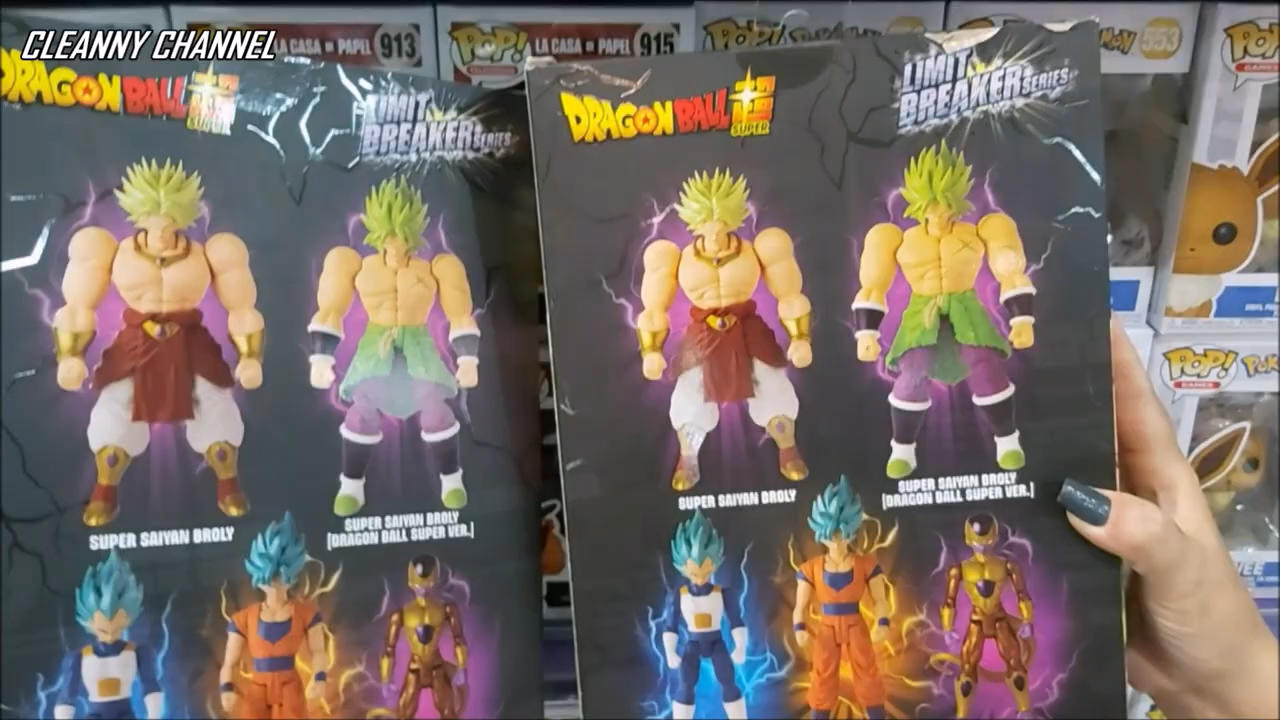 CLEANNY CHANNEL
LA CASA DE PAPEL 913
POP! LA CASA DE PAPEL 915
553
DRAGON BALL SUPER
LIMIT BREAKER SERIES
SUPER SAIYAN BROLY
SUPER SAIYAN BROLY
[DRAGON BALL SUPER VER.]
DRAGON BALL SUPER
LIMIT BREAKER SERIES
SUPER SAIYAN BROLY
SUPER SAIYAN BROLY
[DRAGON BALL SUPER VER.]
POP!
GAMES